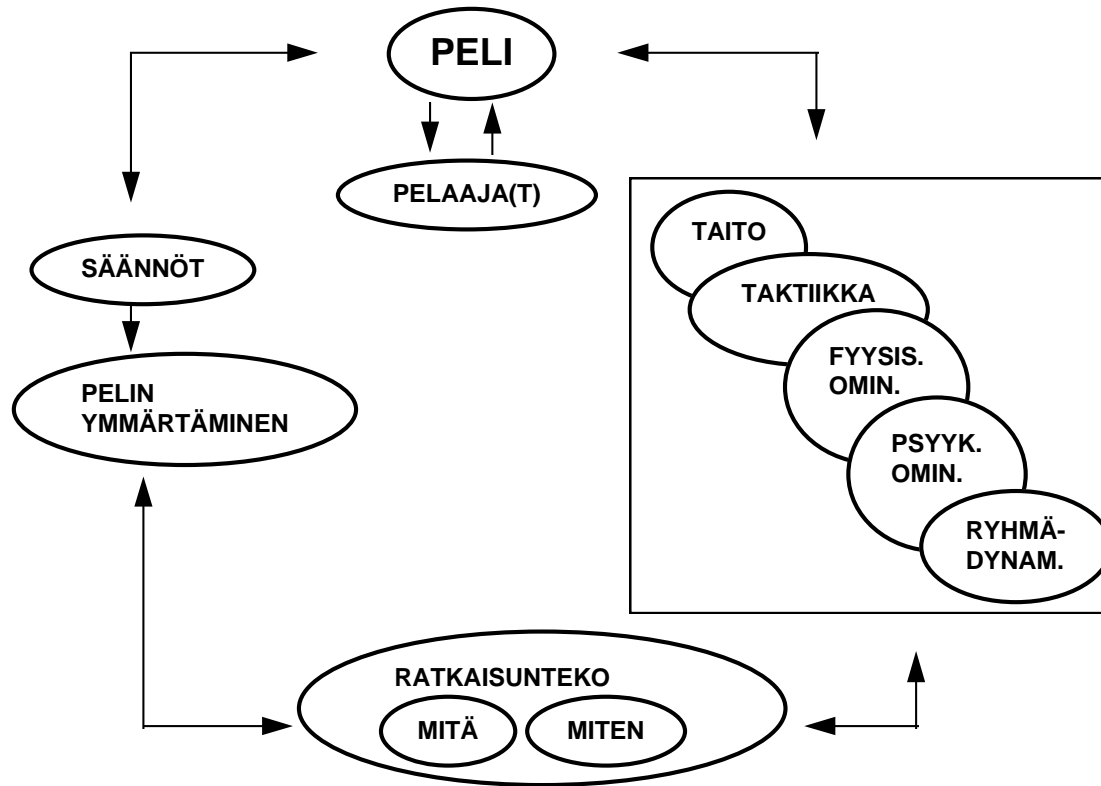 PELI
PELAAJA(T)
SÄÄNNÖT
PELIN
YMMÄRTÄMINEN
TAITO
TAKTIIKKA
FYYSIS.
OMIN.
PSYYK.
OMIN.
RYHMÄ-
DYNAM.
RATKAISUNTEKO
MITÄ
MITEN